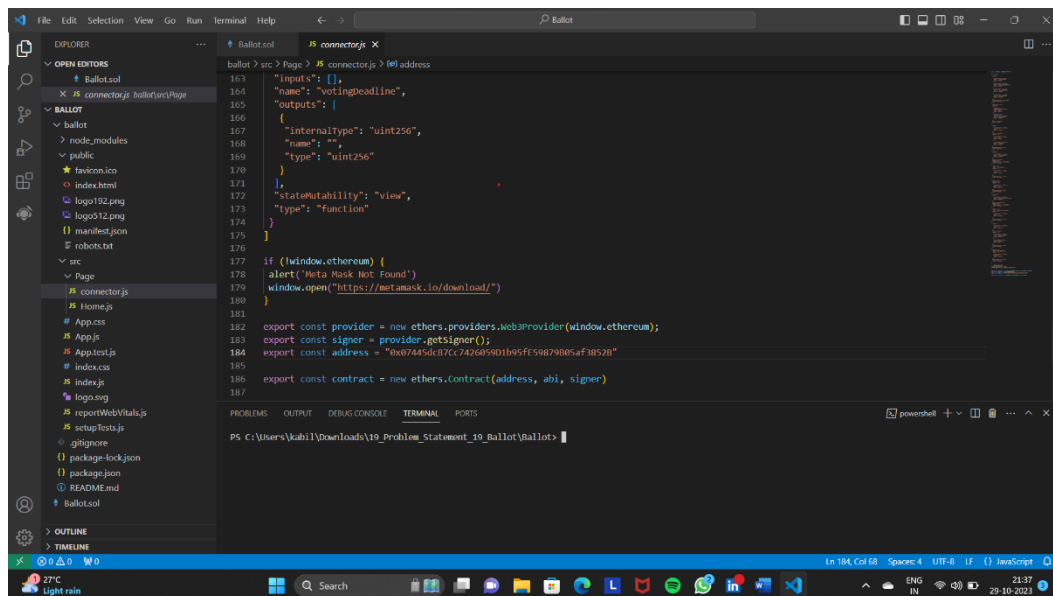 File Edit Selection View Go Run Terminal Help
Ballot
EXPLORER
OPEN EDITORS
Ballot.sol
connector.js ballot\src\Page
BALLOT
ballot
node_modules
public
favicon.ico
index.html
logo192.png
logo512.png
manifest.json
robots.txt
src
Page
connector.js
Home.js
App.css
App.js
App.test.js
index.css
index.js
logo.svg
reportWebVitals.js
setupTests.js
.gitignore
package-lock.json
package.json
README.md
Ballot.sol
OUTLINE
TIMELINE
Ballot.sol JS connector.js
ballot > src > Page > JS connector.js > address
163 "inputs": [],
164 "name": "votingDeadline",
165 "outputs": [
166 {
167 "internalType": "uint256",
168 "name": "",
169 "type": "uint256"
170 }
171 ],
172 "stateMutability": "view",
173 "type": "function"
174 }
175 ]
176
177 if (!window.ethereum) {
178 alert('Meta Mask Not Found')
179 window.open("https://metamask.io/download/")
180 }
181
182 export const provider = new ethers.providers.Web3Provider(window.ethereum);
183 export const signer = provider.getSigner();
184 export const address =
185
186 export const contract = new ethers.Contract(address, abi, signer)
187
PROBLEMS OUTPUT DEBUG CONSOLE TERMINAL PORTS
powershell
PS C:\Users\kabil\Downloads\19_Problem_Statement_19_Ballot\Ballot>
0 0 0
Ln 184, Col 68 Spaces: 4 UTF-8 LF {} JavaScript
27°C
Light rain
Search
ENG
IN
21:37
29-10-2023